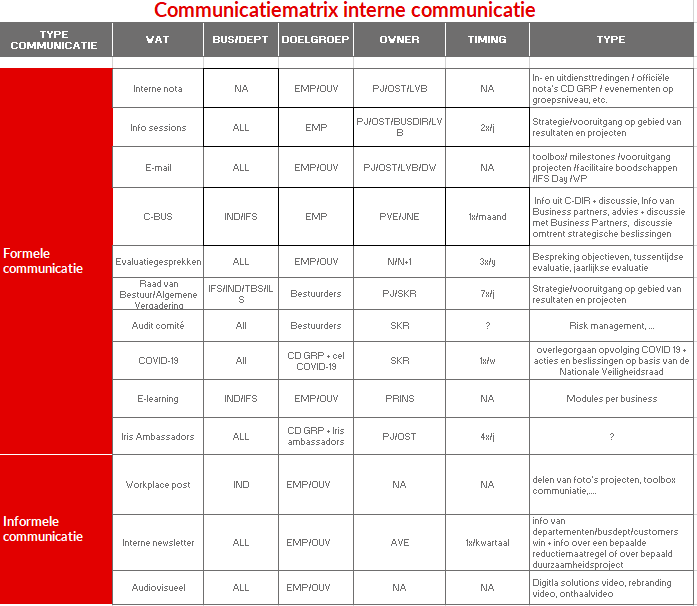 Communicatiematrix interne communicatie
TYPE COMMUNICATIE WAT BUS/DEPT DOELGROEP OWNER TIMING TYPE
Formele communicatie
Interne nota NA EMP/OUV PJ/OST/LVB NA In- en uitdiensttredingen / officiële nota's CD GRP / evenementen op groepsniveau, etc.
Info sessions ALL EMP PJ/OST/BUSDIR/LVB 2x/j Strategie/vooruitgang op gebied van resultaten en projecten
E-mail ALL EMP/OUV PJ/OST/LVB/DW NA toolbox/ milestones /vooruitgang projecten /facilitaire boodschappen /IFS Day /WP
C-BUS IND/IFS EMP PVE/JNE 1x/maand Info uit C-DIR + discussie, Info van Business partners, advies + discussie met Business Partners, discussie omtrent strategische beslissingen
Evaluatiegesprekken ALL EMP/OUV N/N+1 3x/y Bespreking objectieven, tussentijdse evaluatie, jaarlijkse evaluatie
Raad van Bestuur/Algemene Vergadering IFS/IND/TBS/ILS Bestuurders PJ/SKR 7x/j Strategie/vooruitgang op gebied van resultaten en projecten
Audit comité All Bestuurders SKR ? Risk management, ...
COVID-19 All CD GRP + cel COVID-19 SKR 1x/w overlegorgaan opvolging COVID 19 + acties en beslissingen op basis van de Nationale Veiligheidsraad
E-learning IND/IFS EMP/OUV PRINS NA Modules per business
Iris Ambassadors ALL CD GRP + Iris ambassadors PJ/OST 4x/j ?
Informele communicatie
Workplace post IND EMP/OUV NA NA delen van foto's projecten, toolbox communiatie,....
Interne newsletter ALL EMP/OUV AVE 1x/kwartaal info van departementen/busdept/customers win + info over een bepaalde reductiemaatregel of over bepaald duurzaamheidsproject
Audiovisueel ALL EMP/OUV NA NA Digitla solutions video, rebranding video, onthaalvideo